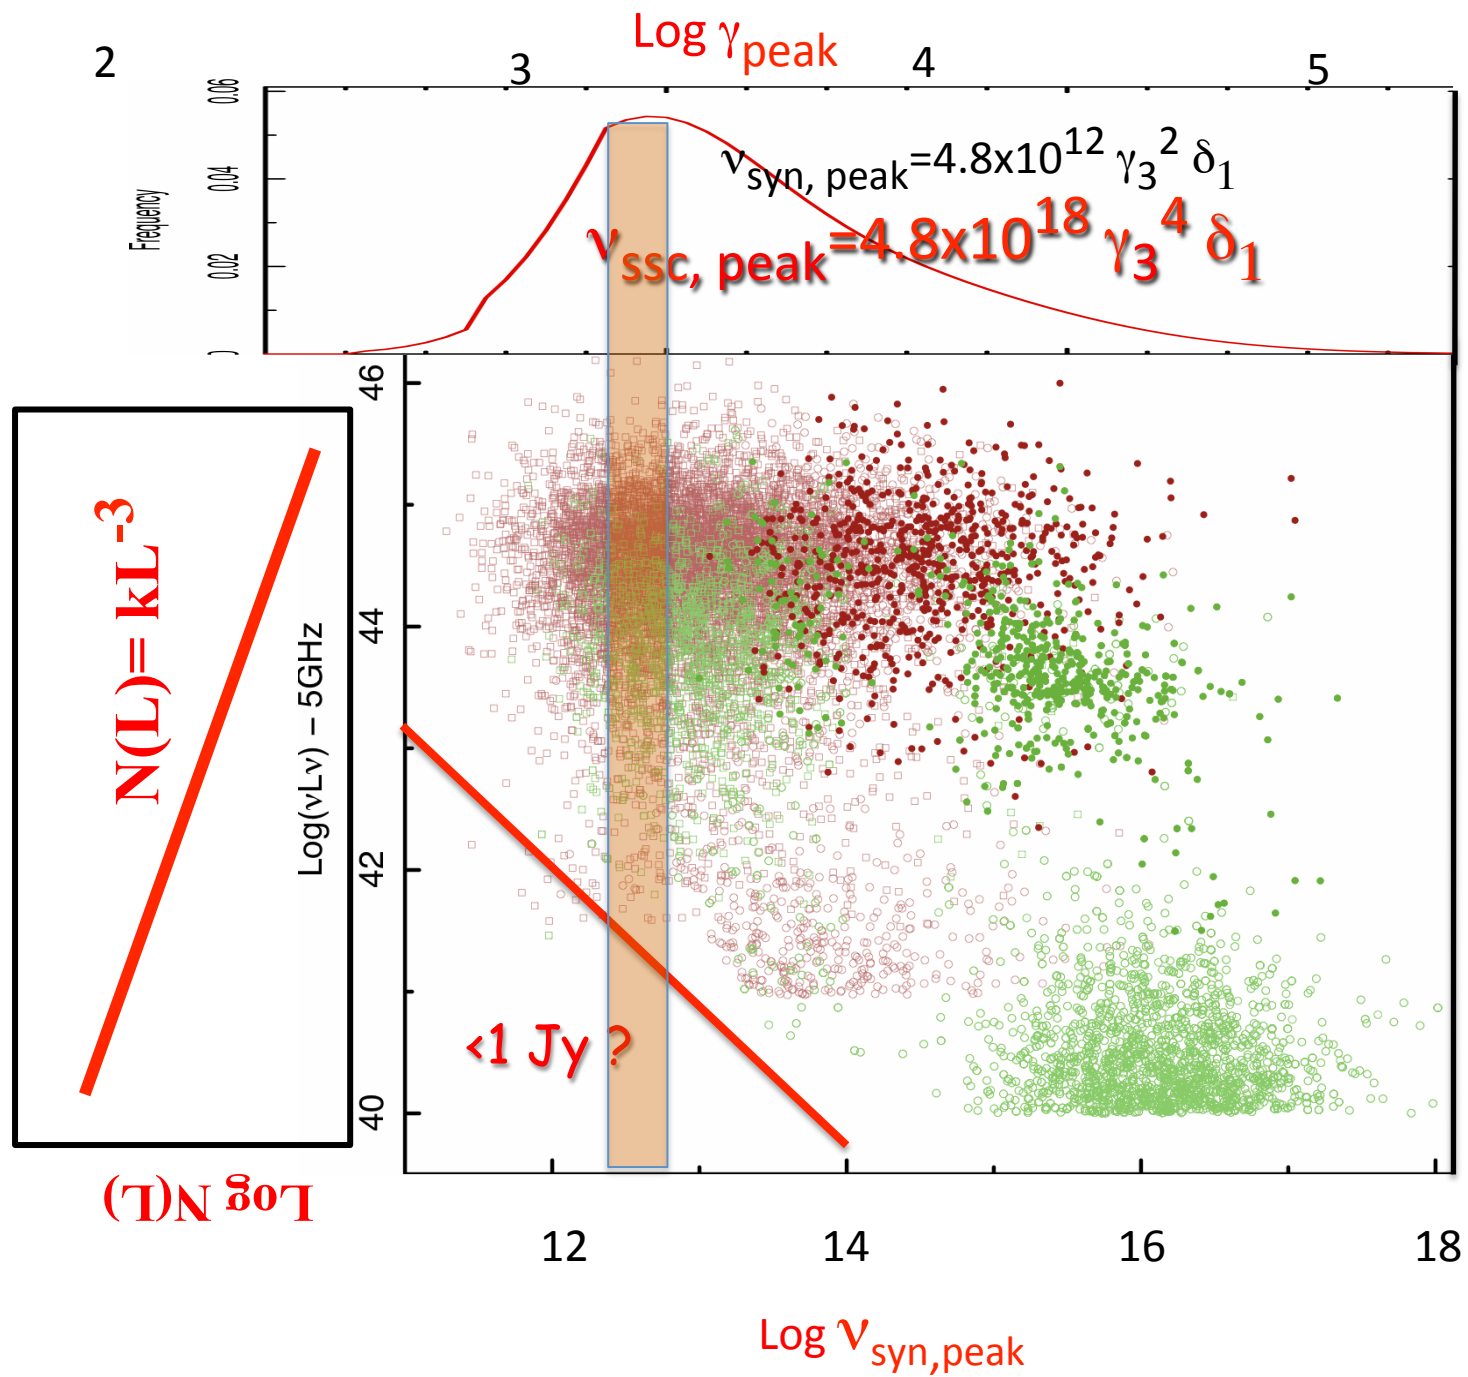 Log γpeak
2 3 4 5
0.06
0.04
0.02
0
Frequency
νsyn, peak=4.8x10^12 γ3^2 δ1
νssc, peak=4.8x10^18 γ3^4 δ1
N(L)= kL^-3
Log N(L)
Log(νLν) – 5GHz
46
44
42
40
<1 Jy ?
12 14 16 18
Log νsyn,peak